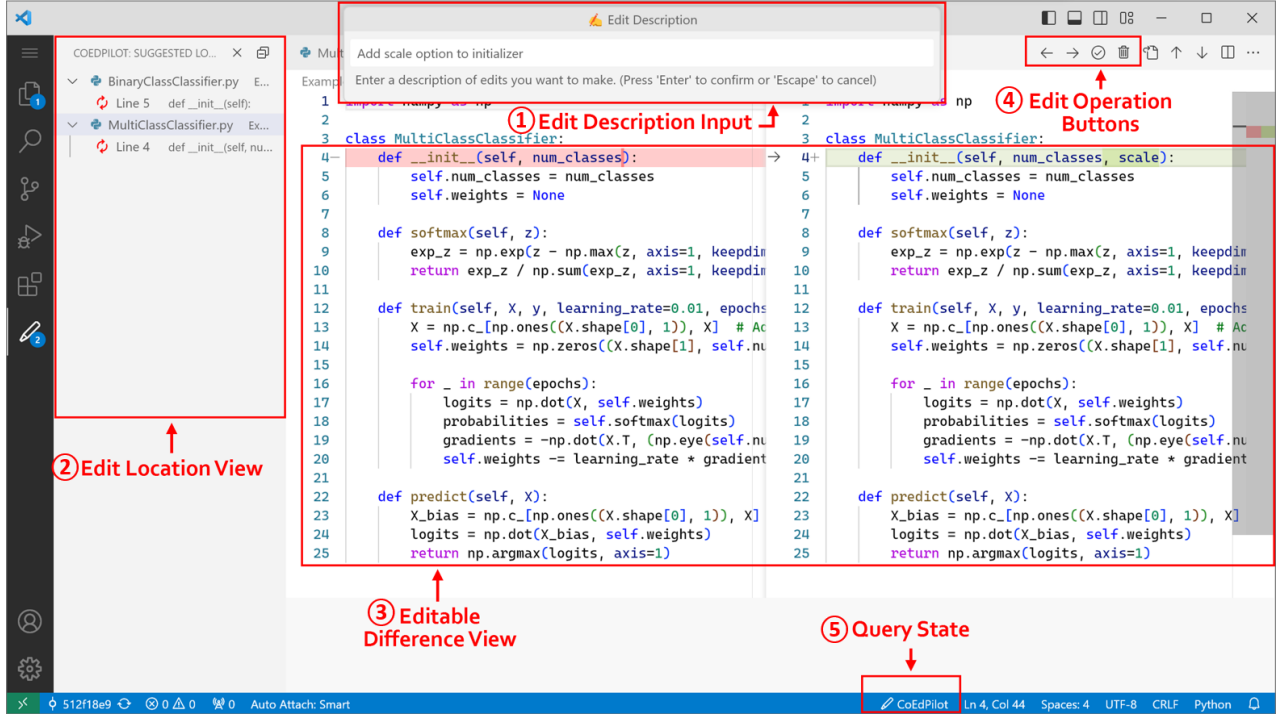 ✍ Edit Description
Add scale option to initializer
Enter a description of edits you want to make. (Press 'Enter' to confirm or 'Escape' to cancel)
① Edit Description Input
④ Edit Operation
Buttons
COEDPILOT: SUGGESTED LO...
BinaryClassClassifier.py E...
Line 5 def __init__(self):
MultiClassClassifier.py Ex...
Line 4 def __init__(self, nu...
1
2
② Edit Location View
Mult
Exampl
1 import numpy as np
2
3 class MultiClassClassifier:
4− def __init__(self, num_classes):
5 self.num_classes = num_classes
6 self.weights = None
7
8 def softmax(self, z):
9 exp_z = np.exp(z - np.max(z, axis=1, keepdim
10 return exp_z / np.sum(exp_z, axis=1, keepdim
11
12 def train(self, X, y, learning_rate=0.01, epochs
13 X = np.c_[np.ones((X.shape[0], 1)), X] # Ad
14 self.weights = np.zeros((X.shape[1], self.nu
15
16 for _ in range(epochs):
17 logits = np.dot(X, self.weights)
18 probabilities = self.softmax(logits)
19 gradients = -np.dot(X.T, (np.eye(self.nu
20 self.weights -= learning_rate * gradient
21
22 def predict(self, X):
23 X_bias = np.c_[np.ones((X.shape[0], 1)), X]
24 logits = np.dot(X_bias, self.weights)
25 return np.argmax(logits, axis=1)
1 import numpy as np
2
3 class MultiClassClassifier:
4+ def __init__(self, num_classes, scale):
5 self.num_classes = num_classes
6 self.weights = None
7
8 def softmax(self, z):
9 exp_z = np.exp(z - np.max(z, axis=1, keepdim
10 return exp_z / np.sum(exp_z, axis=1, keepdim
11
12 def train(self, X, y, learning_rate=0.01, epochs
13 X = np.c_[np.ones((X.shape[0], 1)), X] # Ad
14 self.weights = np.zeros((X.shape[1], self.nu
15
16 for _ in range(epochs):
17 logits = np.dot(X, self.weights)
18 probabilities = self.softmax(logits)
19 gradients = -np.dot(X.T, (np.eye(self.nu
20 self.weights -= learning_rate * gradient
21
22 def predict(self, X):
23 X_bias = np.c_[np.ones((X.shape[0], 1)), X]
24 logits = np.dot(X_bias, self.weights)
25 return np.argmax(logits, axis=1)
③ Editable
Difference View
⑤ Query State
512f18e9 0 0 0 Auto Attach: Smart CoEdPilot Ln 4, Col 44 Spaces: 4 UTF-8 CRLF Python